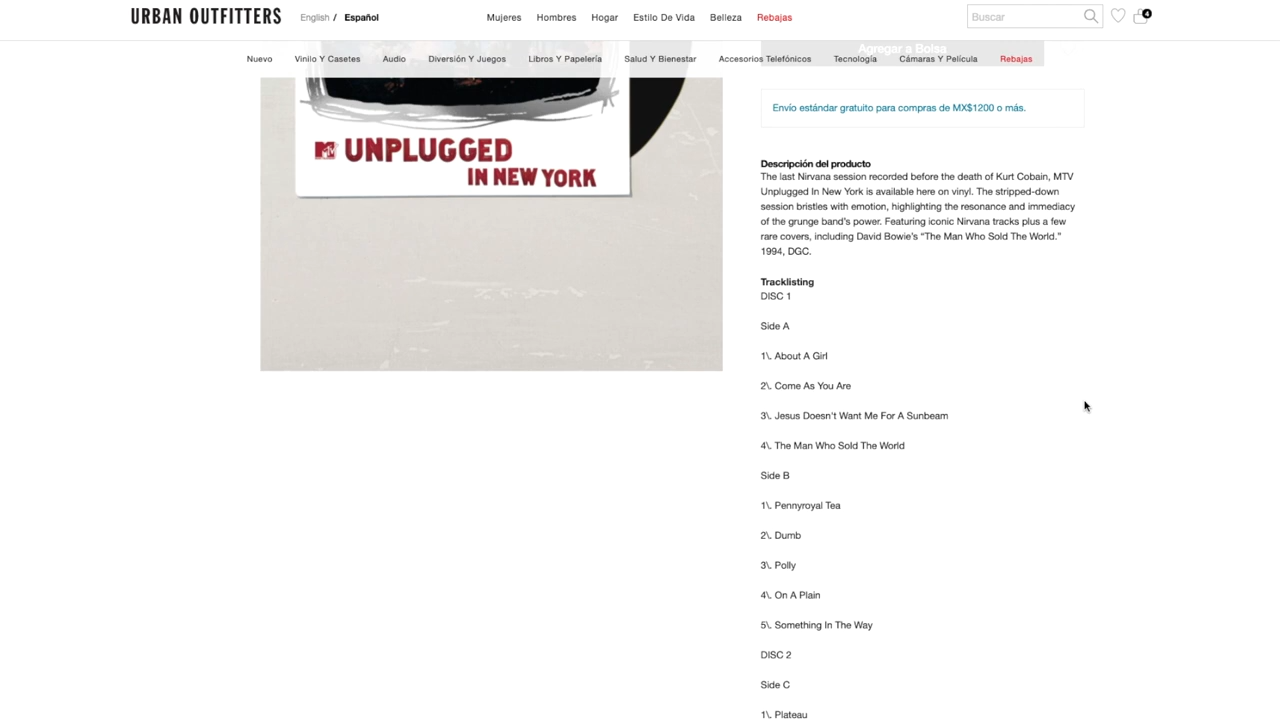 URBAN OUTFITTERS
English / Español
Mujeres Hombres Hogar Estilo De Vida Belleza Rebajas
Buscar
4
Agregar a Bolsa
Nuevo Vinilo Y Casetes Audio Diversión Y Juegos Libros Y Papelería Salud Y Bienestar Accesorios Telefónicos Tecnología Cámaras Y Película Rebajas
MTV UNPLUGGED
IN NEW YORK
Envío estándar gratuito para compras de MX$1200 o más.
Descripción del producto
The last Nirvana session recorded before the death of Kurt Cobain, MTV
Unplugged In New York is available here on vinyl. The stripped-down
session bristles with emotion, highlighting the resonance and immediacy
of the grunge band’s power. Featuring iconic Nirvana tracks plus a few
rare covers, including David Bowie’s “The Man Who Sold The World.”
1994, DGC.
Tracklisting
DISC 1
Side A
1\. About A Girl
2\. Come As You Are
3\. Jesus Doesn't Want Me For A Sunbeam
4\. The Man Who Sold The World
Side B
1\. Pennyroyal Tea
2\. Dumb
3\. Polly
4\. On A Plain
5\. Something In The Way
DISC 2
Side C
1\. Plateau